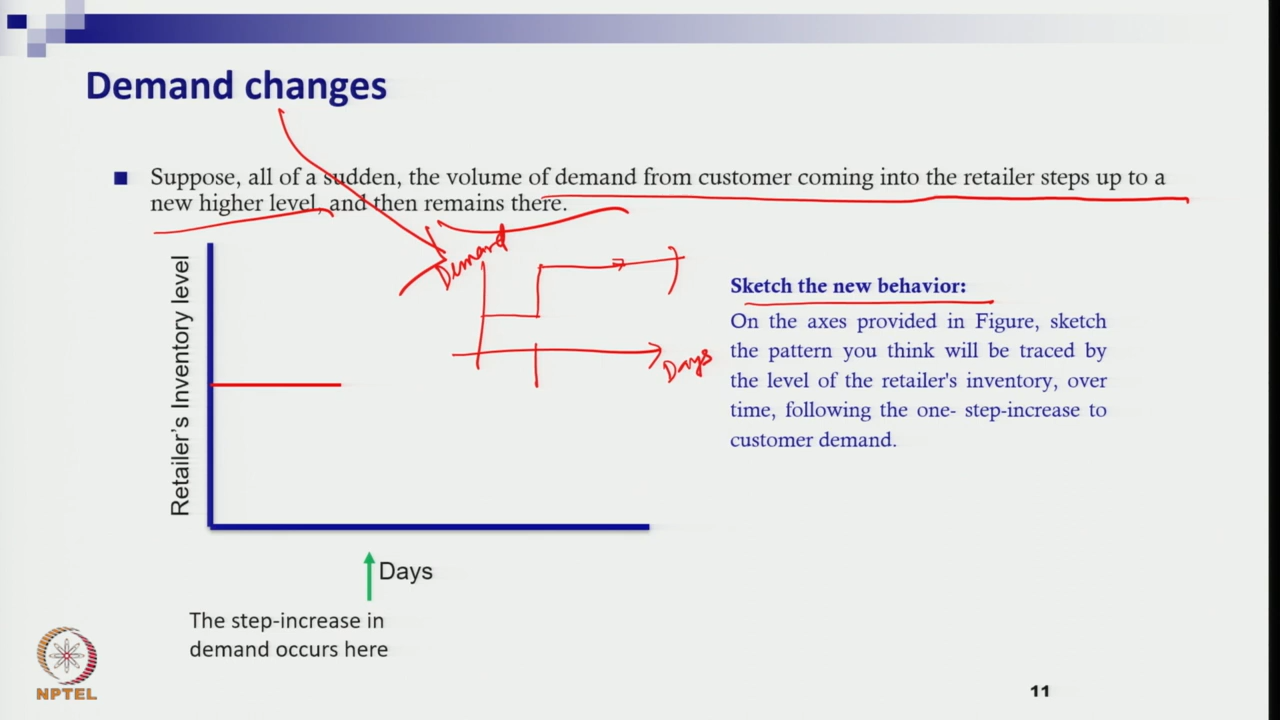 Demand changes
Suppose, all of a sudden, the volume of demand from customer coming into the retailer steps up to a
new higher level, and then remains there.
Retailer's Inventory level
Demand
Days
Sketch the new behavior:
On the axes provided in Figure, sketch
the pattern you think will be traced by
the level of the retailer's inventory, over
time, following the one- step-increase to
customer demand.
Days
The step-increase in
demand occurs here
NPTEL
11